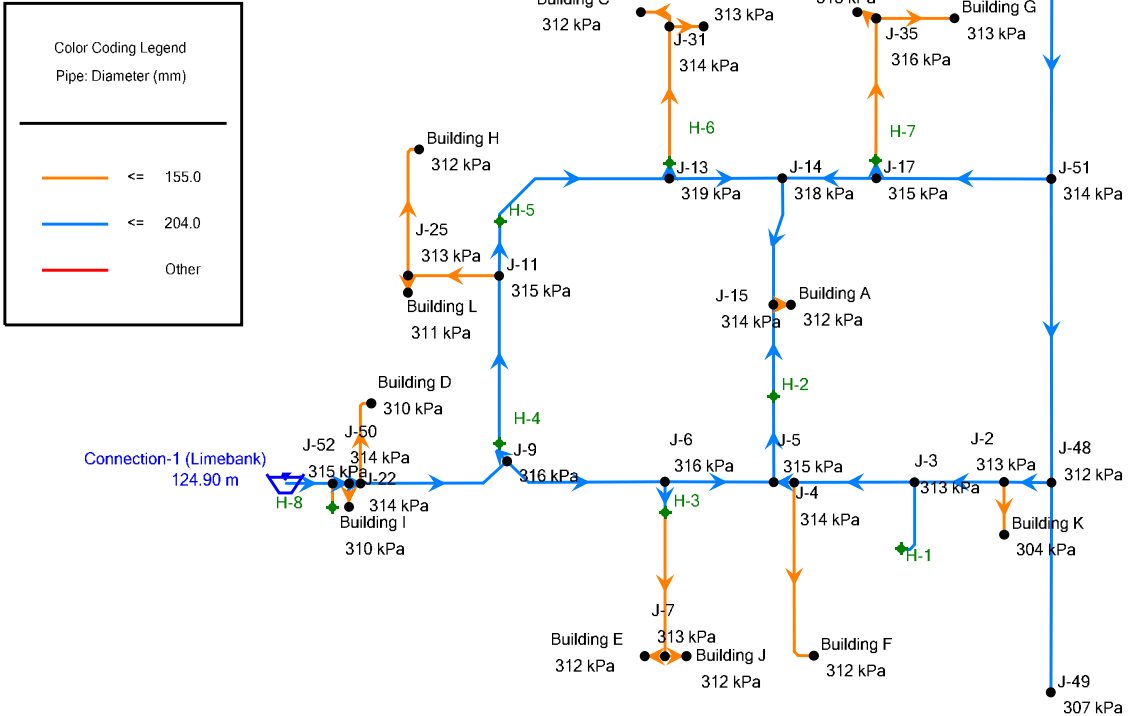 Color Coding Legend
Pipe: Diameter (mm)
<= 155.0
<= 204.0
Other
312 kPa
313 kPa
J-31
314 kPa
Building G
313 kPa
J-35
316 kPa
H-6
H-7
Building H
312 kPa
J-13
319 kPa
J-14
318 kPa
J-17
315 kPa
J-51
314 kPa
H-5
J-25
313 kPa
J-11
315 kPa
Building L
311 kPa
J-15
314 kPa
Building A
312 kPa
Building D
310 kPa
H-2
H-4
J-50
314 kPa
J-52
315 kPa
J-22
314 kPa
Connection-1 (Limebank)
124.90 m
H-8
Building I
310 kPa
J-9
316 kPa
J-6
316 kPa
H-3
J-5
315 kPa
J-4
314 kPa
J-3
313 kPa
J-2
313 kPa
J-48
312 kPa
Building K
304 kPa
H-1
J-7
313 kPa
Building E
312 kPa
Building J
312 kPa
Building F
312 kPa
J-49
307 kPa